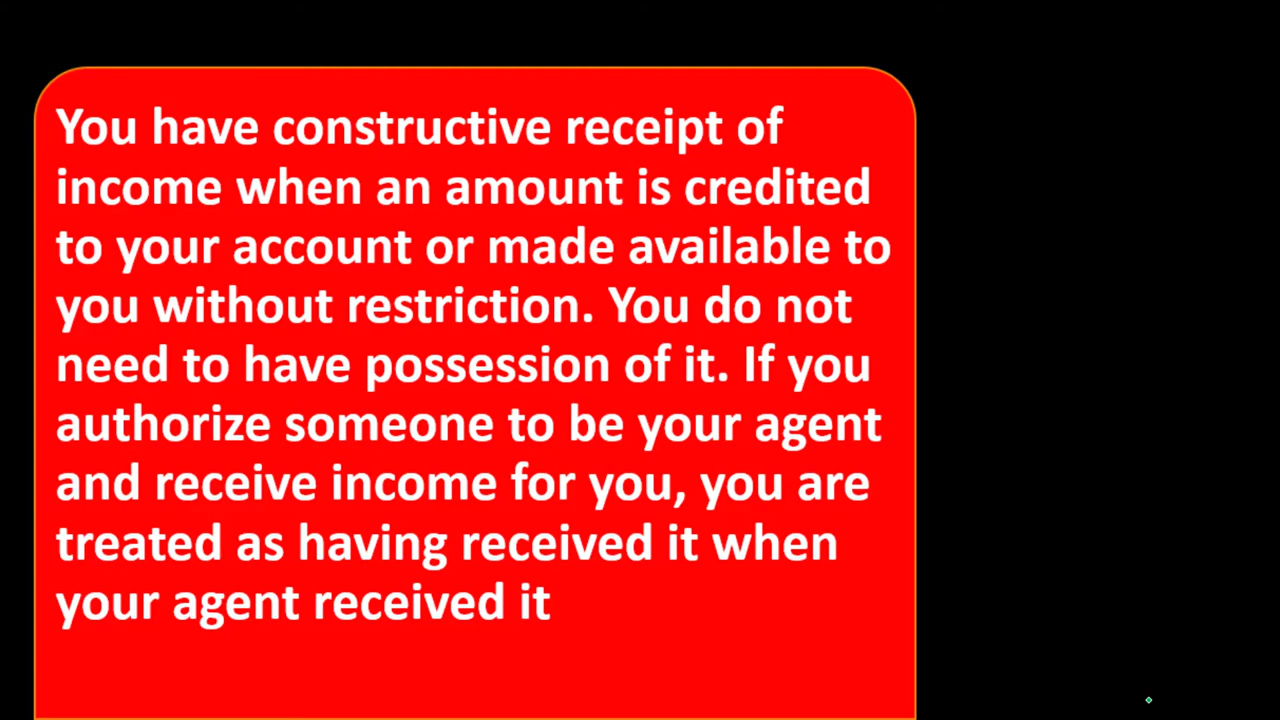 You have constructive receipt of
income when an amount is credited
to your account or made available to
you without restriction. You do not
need to have possession of it. If you
authorize someone to be your agent
and receive income for you, you are
treated as having received it when
your agent received it